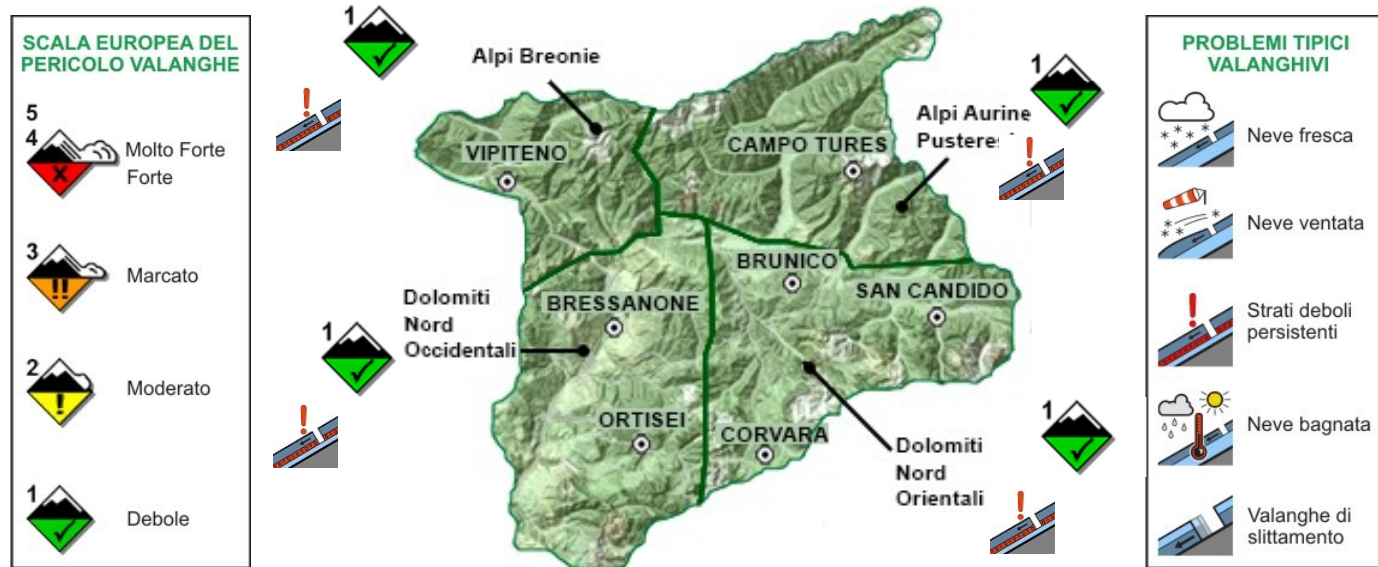 SCALA EUROPEA DEL
PERICOLO VALANGHE
5
4
Molto Forte
Forte
3
Marcato
2
Moderato
1
Debole
1
Alpi Breonie
1
Alpi Aurine
VIPITENO
CAMPO TURES
BRUNICO
SAN CANDIDO
Dolomiti
Nord
Occidentali
BRESSANONE
1
ORTISEI
CORVARA
Dolomiti
Nord
Orientali
1
PROBLEMI TIPICI
VALANGHIVI
Neve fresca
Neve ventata
Strati deboli
persistenti
Neve bagnata
Valanghe di
slittamento